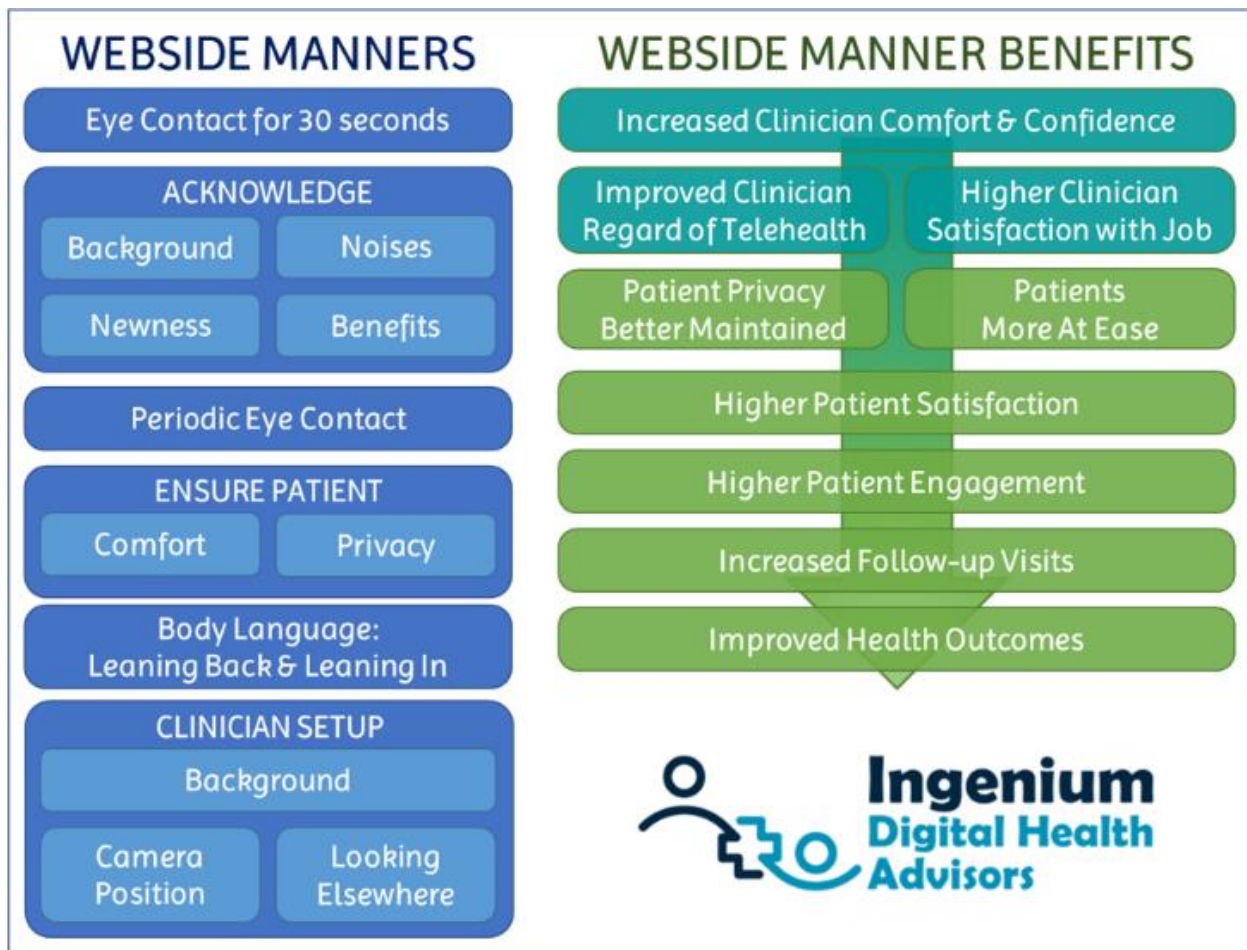 WEBSIDE MANNERS
Eye Contact for 30 seconds
ACKNOWLEDGE
Background
Noises
Newness
Benefits
Periodic Eye Contact
ENSURE PATIENT
Comfort
Privacy
Body Language:
Leaning Back & Leaning In
CLINICIAN SETUP
Background
Camera
Position
Looking
Elsewhere
WEBSIDE MANNER BENEFITS
Increased Clinician Comfort & Confidence
Improved Clinician
Regard of Telehealth
Higher Clinician
Satisfaction with Job
Patient Privacy
Better Maintained
Patients
More At Ease
Higher Patient Satisfaction
Higher Patient Engagement
Increased Follow-up Visits
Improved Health Outcomes
Ingenium
Digital Health
Advisors